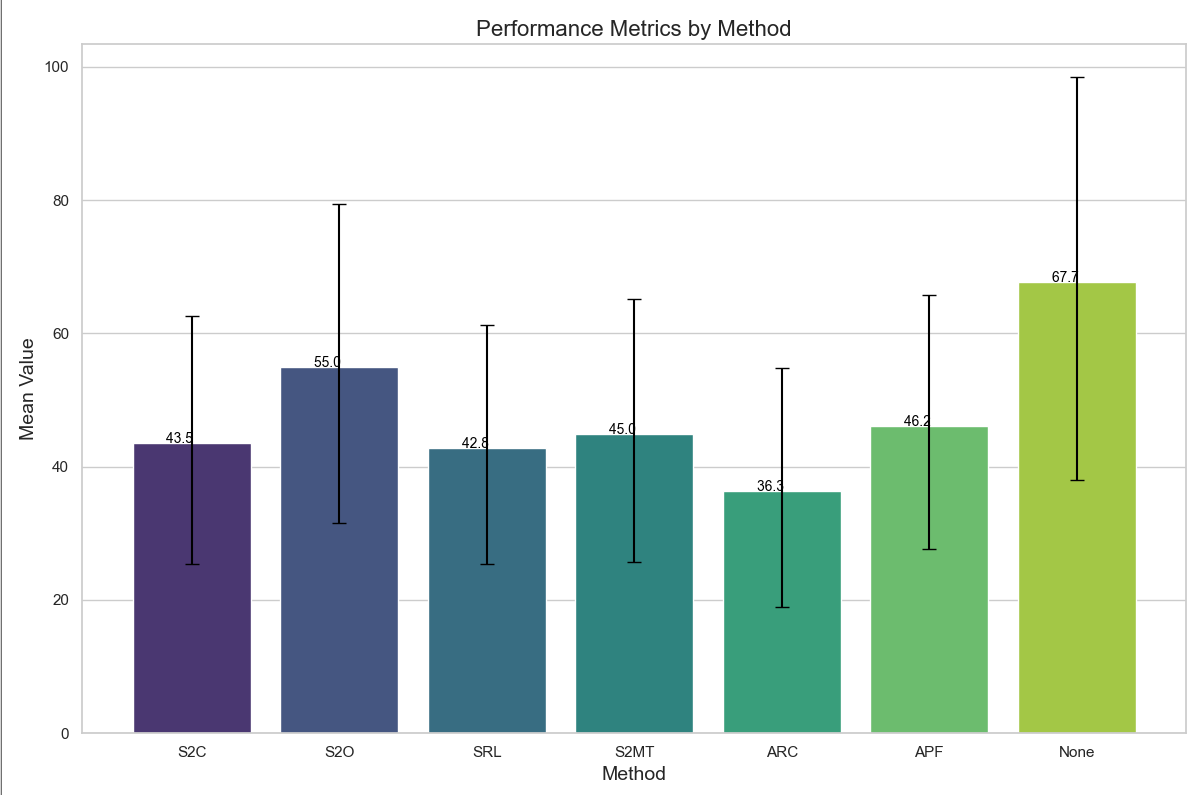 Performance Metrics by Method
100
80
60
40
20
0
Mean Value
43.5
55.0
42.8
45.0
36.3
46.2
67.7
S2C
S2O
SRL
S2MT
ARC
APF
None
Method